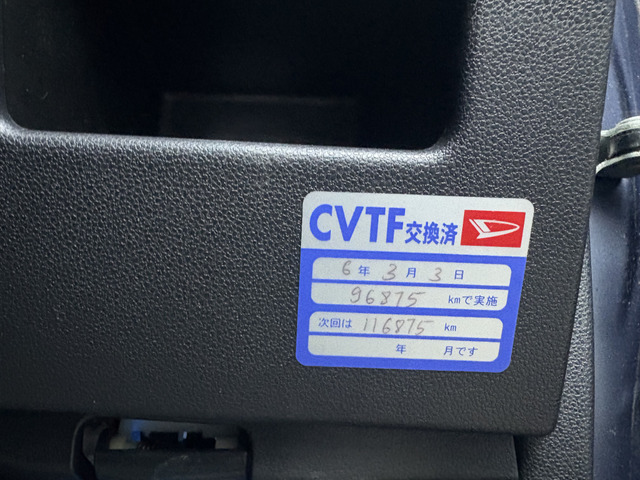 CVTF交換済
6年3月3日
96875 kmで実施
次回は 116875 km
年 月です